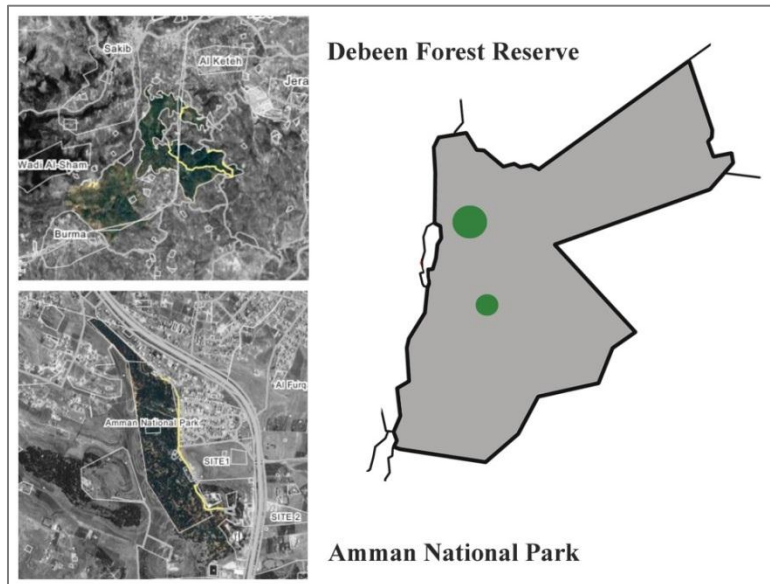 Debeen Forest Reserve
Sakib
Al Keteh
Jera
Wadi Al-Sham
Burma
Al Furq
Amman National Park
SITE1
SITE 2
Amman National Park